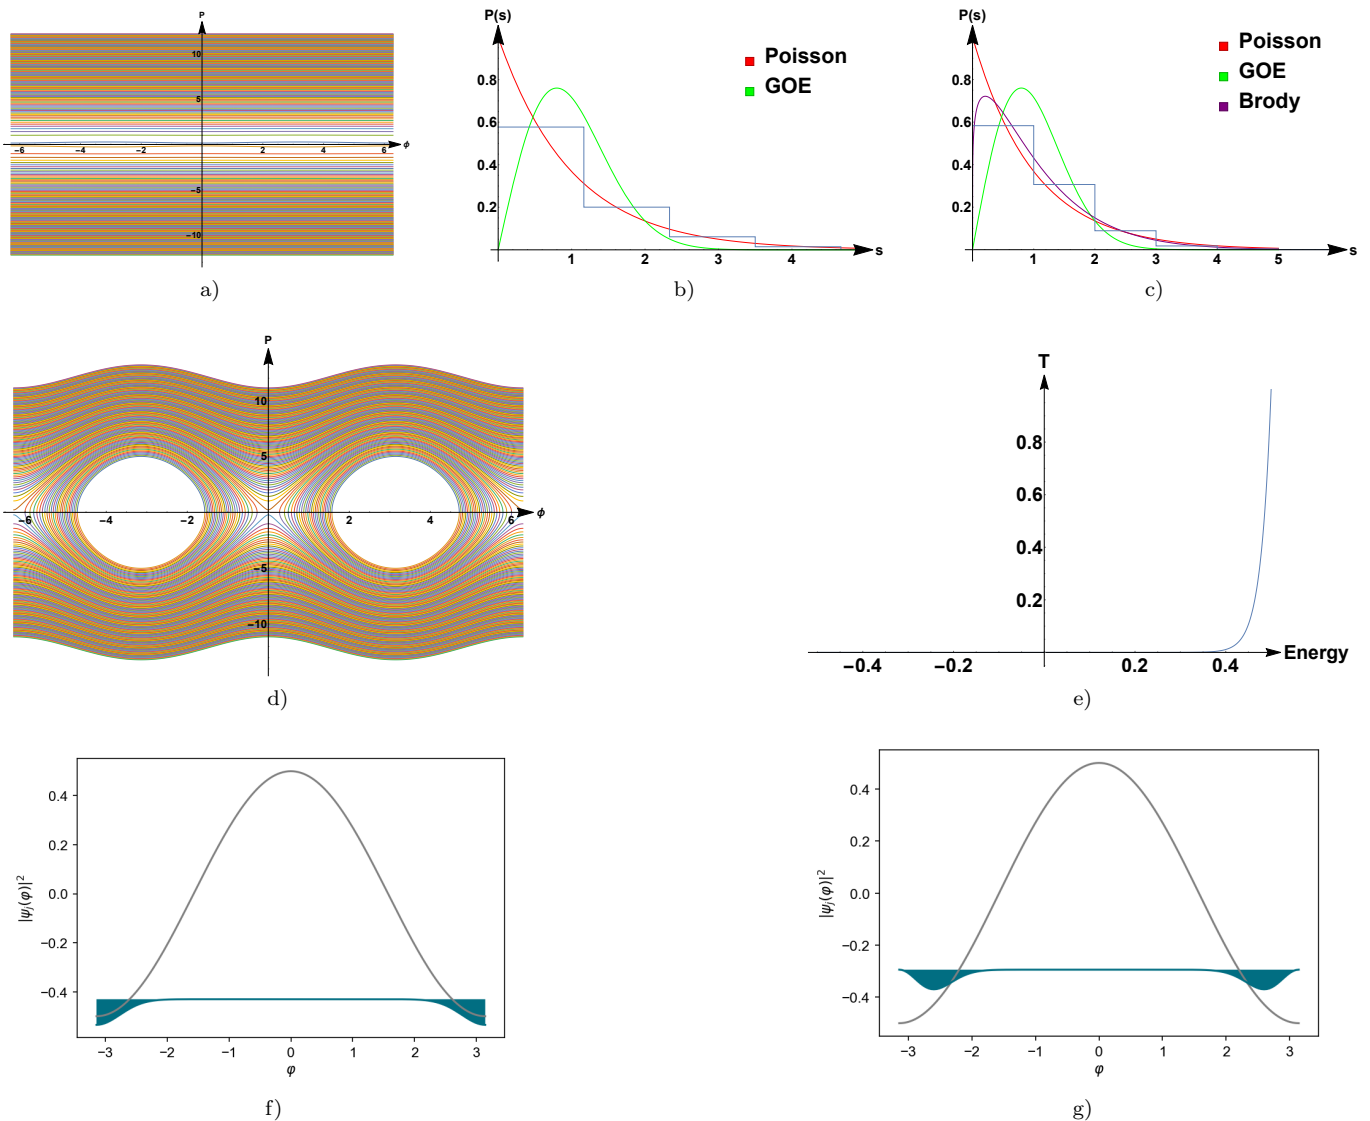 P
10
5
−6 −4 −2 2 4 6 ϕ
−5
−10
a)
P(s)
Poisson
GOE
0.8
0.6
0.4
0.2
1 2 3 4 s
b)
P(s)
Poisson
GOE
Brody
0.8
0.6
0.4
0.2
1 2 3 4 5 s
c)
P
10
5
−6 −4 −2 2 4 6 ϕ
−5
−10
d)
T
0.8
0.6
0.4
0.2
−0.4 −0.2 0.2 0.4 Energy
e)
|ψj(φ)|²
0.4
0.2
0.0
−0.2
−0.4
−3 −2 −1 0 1 2 3
φ
f)
|ψj(φ)|²
0.4
0.2
0.0
−0.2
−0.4
−3 −2 −1 0 1 2 3
φ
g)